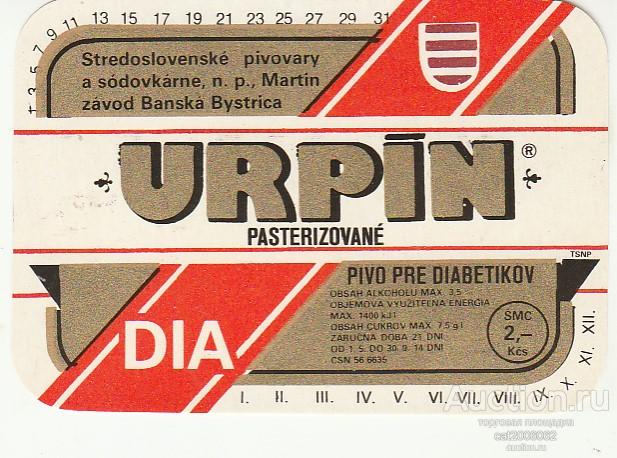 1 3 5 7 9 11 13 15 17 19 21 23 25 27 29 31
Stredoslovenské pivovary
a sódovkárne, n. p., Martin
závod Banská Bystrica
URPÍN ®
PASTERIZOVANÉ
TSNP
PIVO PRE DIABETIKOV
OBSAH ALKOHOLU MAX. 3,5
OBJEMOVÁ VYUŽITEĽNÁ ENERGIA
MAX. 1400 kJ l
OBSAH CUKROV MAX. 7,5 g l
ZÁRUČNÁ DOBA 21 DNÍ
OD 1. 5. DO 30. 9. 14 DNÍ
ČSN 56 6635
SMC
2,–
Kčs
DIA
I. II. III. IV. V. VI. VII. VIII. IX. X. XI. XII.
Auction.ru
торговая площадка
cat2006062
auction.ru